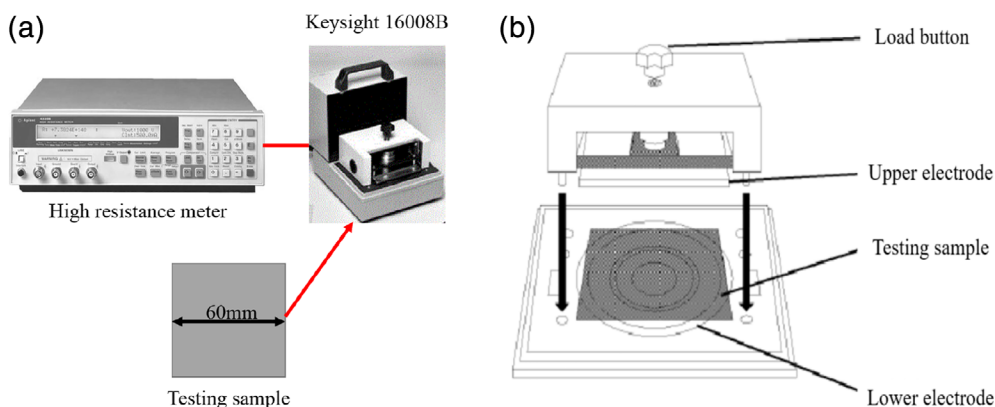 (a)
Keysight 16008B
High resistance meter
60mm
Testing sample
(b)
Load button
Upper electrode
Testing sample
Lower electrode